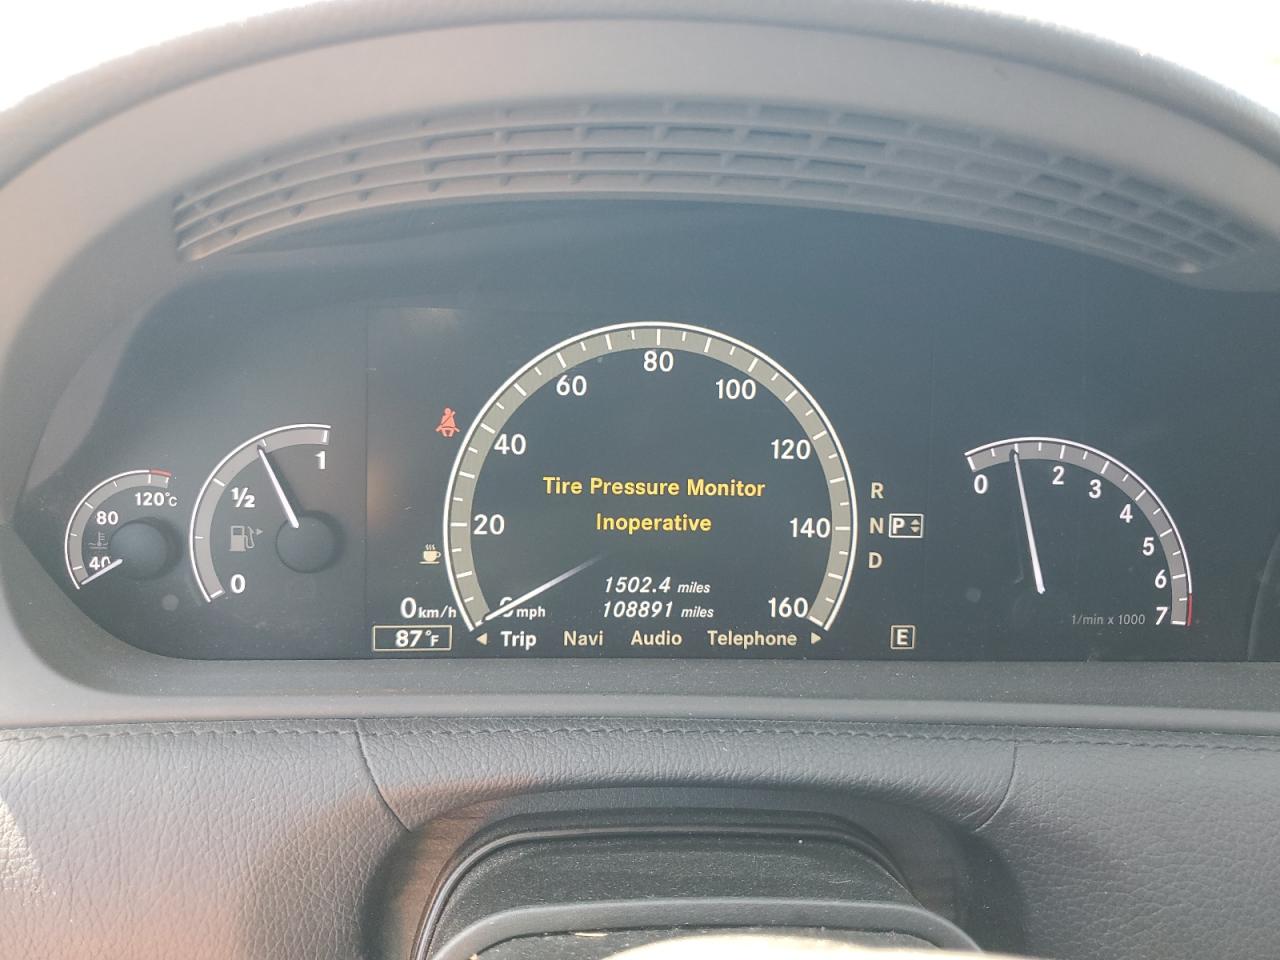 120°C
80
40
1
½
0
80
60
100
40
120
Tire Pressure Monitor
Inoperative
20
140
1502.4 miles
108891 miles
0 mph
160
0 km/h
87°F
Trip Navi Audio Telephone
R
N P
D
E
0
2
3
4
5
6
7
1/min x 1000